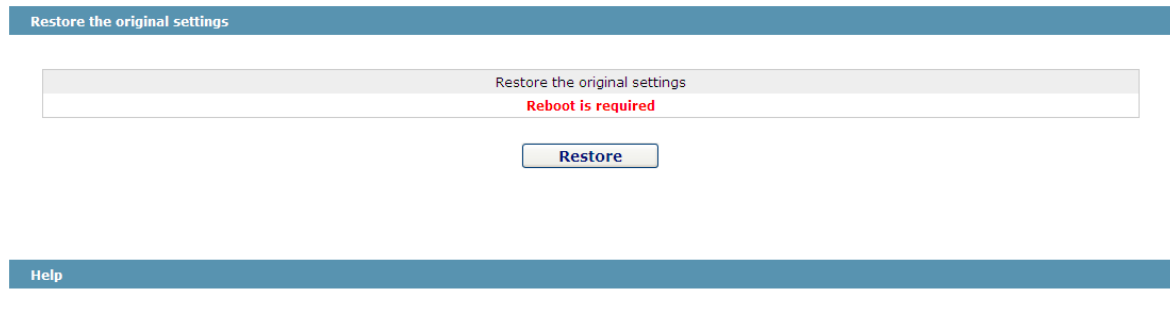 Restore the original settings
Restore the original settings
Reboot is required
Restore
Help